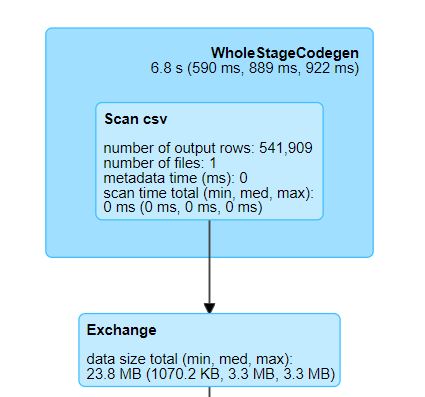 WholeStageCodegen
6.8 s (590 ms, 889 ms, 922 ms)
Scan csv
number of output rows: 541,909
number of files: 1
metadata time (ms): 0
scan time total (min, med, max):
0 ms (0 ms, 0 ms, 0 ms)
Exchange
data size total (min, med, max):
23.8 MB (1070.2 KB, 3.3 MB, 3.3 MB)